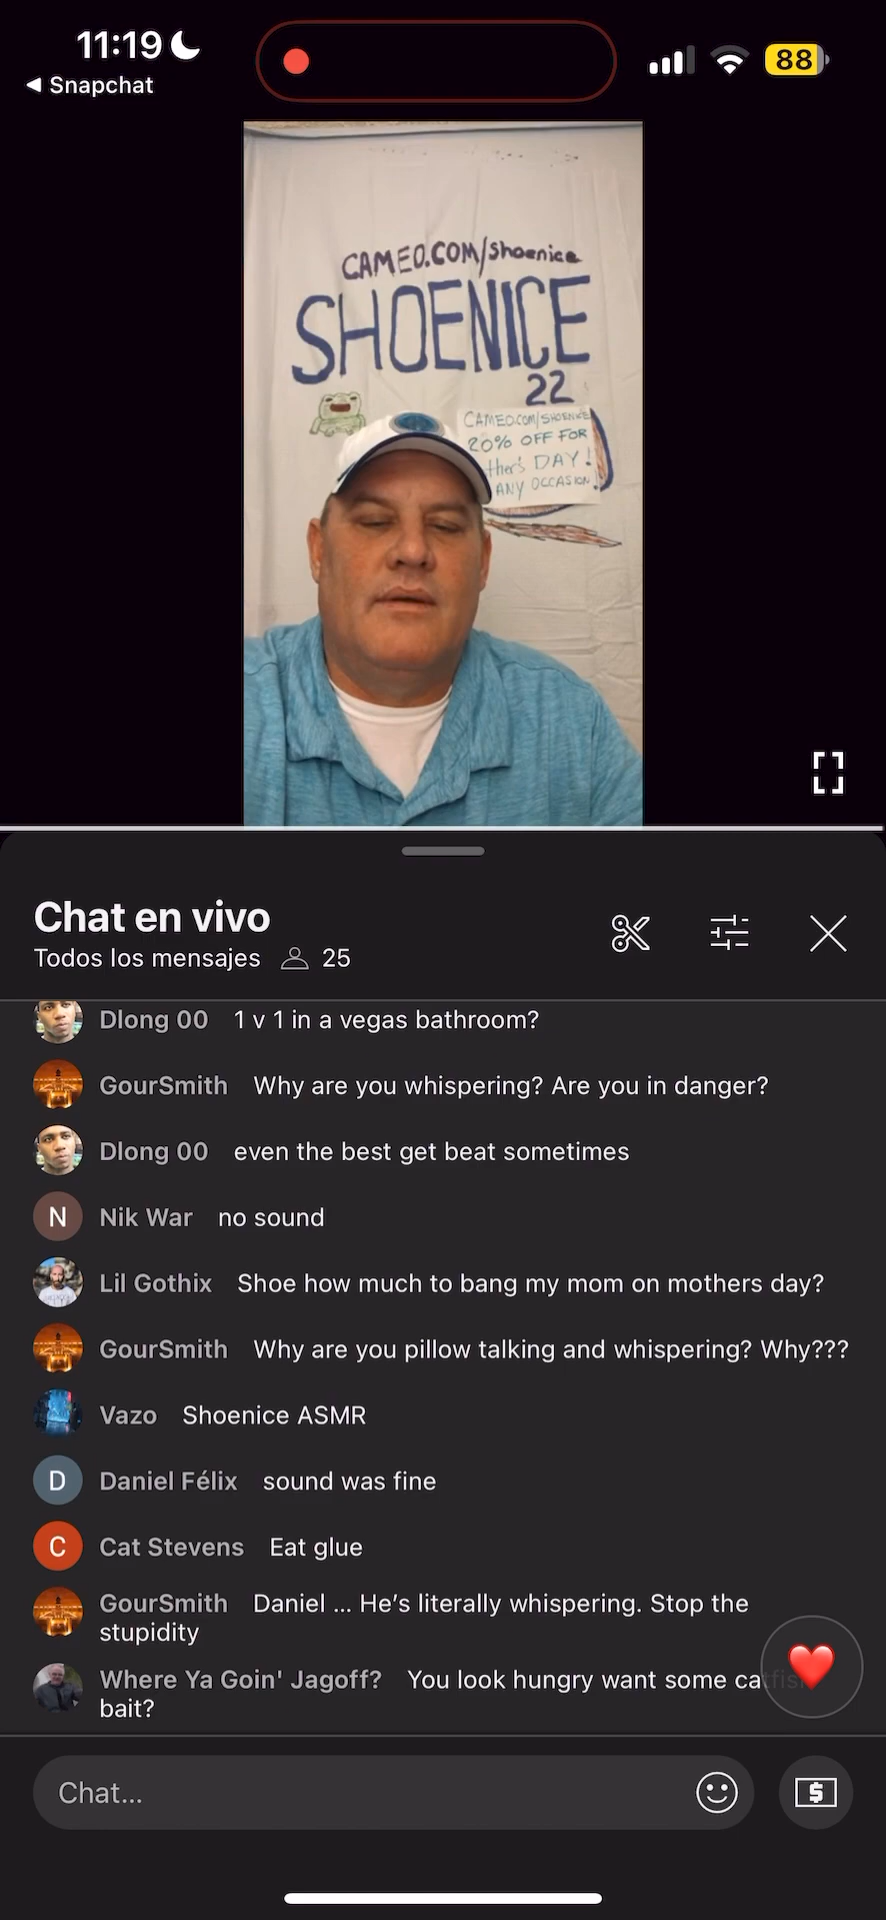 11:19
88
◀ Snapchat
CAMEO.COM/shoenice
SHOENICE
22
CAMEO.COM/SHOENICE
20% OFF FOR
ther's DAY!
ANY OCCASION!
Chat en vivo
Todos los mensajes 25
Dlong 00 1 v 1 in a vegas bathroom?
GourSmith Why are you whispering? Are you in danger?
Dlong 00 even the best get beat sometimes
N Nik War no sound
Lil Gothix Shoe how much to bang my mom on mothers day?
GourSmith Why are you pillow talking and whispering? Why???
Vazo Shoenice ASMR
D Daniel Félix sound was fine
C Cat Stevens Eat glue
GourSmith Daniel ... He's literally whispering. Stop the
stupidity
Where Ya Goin' Jagoff? You look hungry want some catfish
bait?
Chat...
$